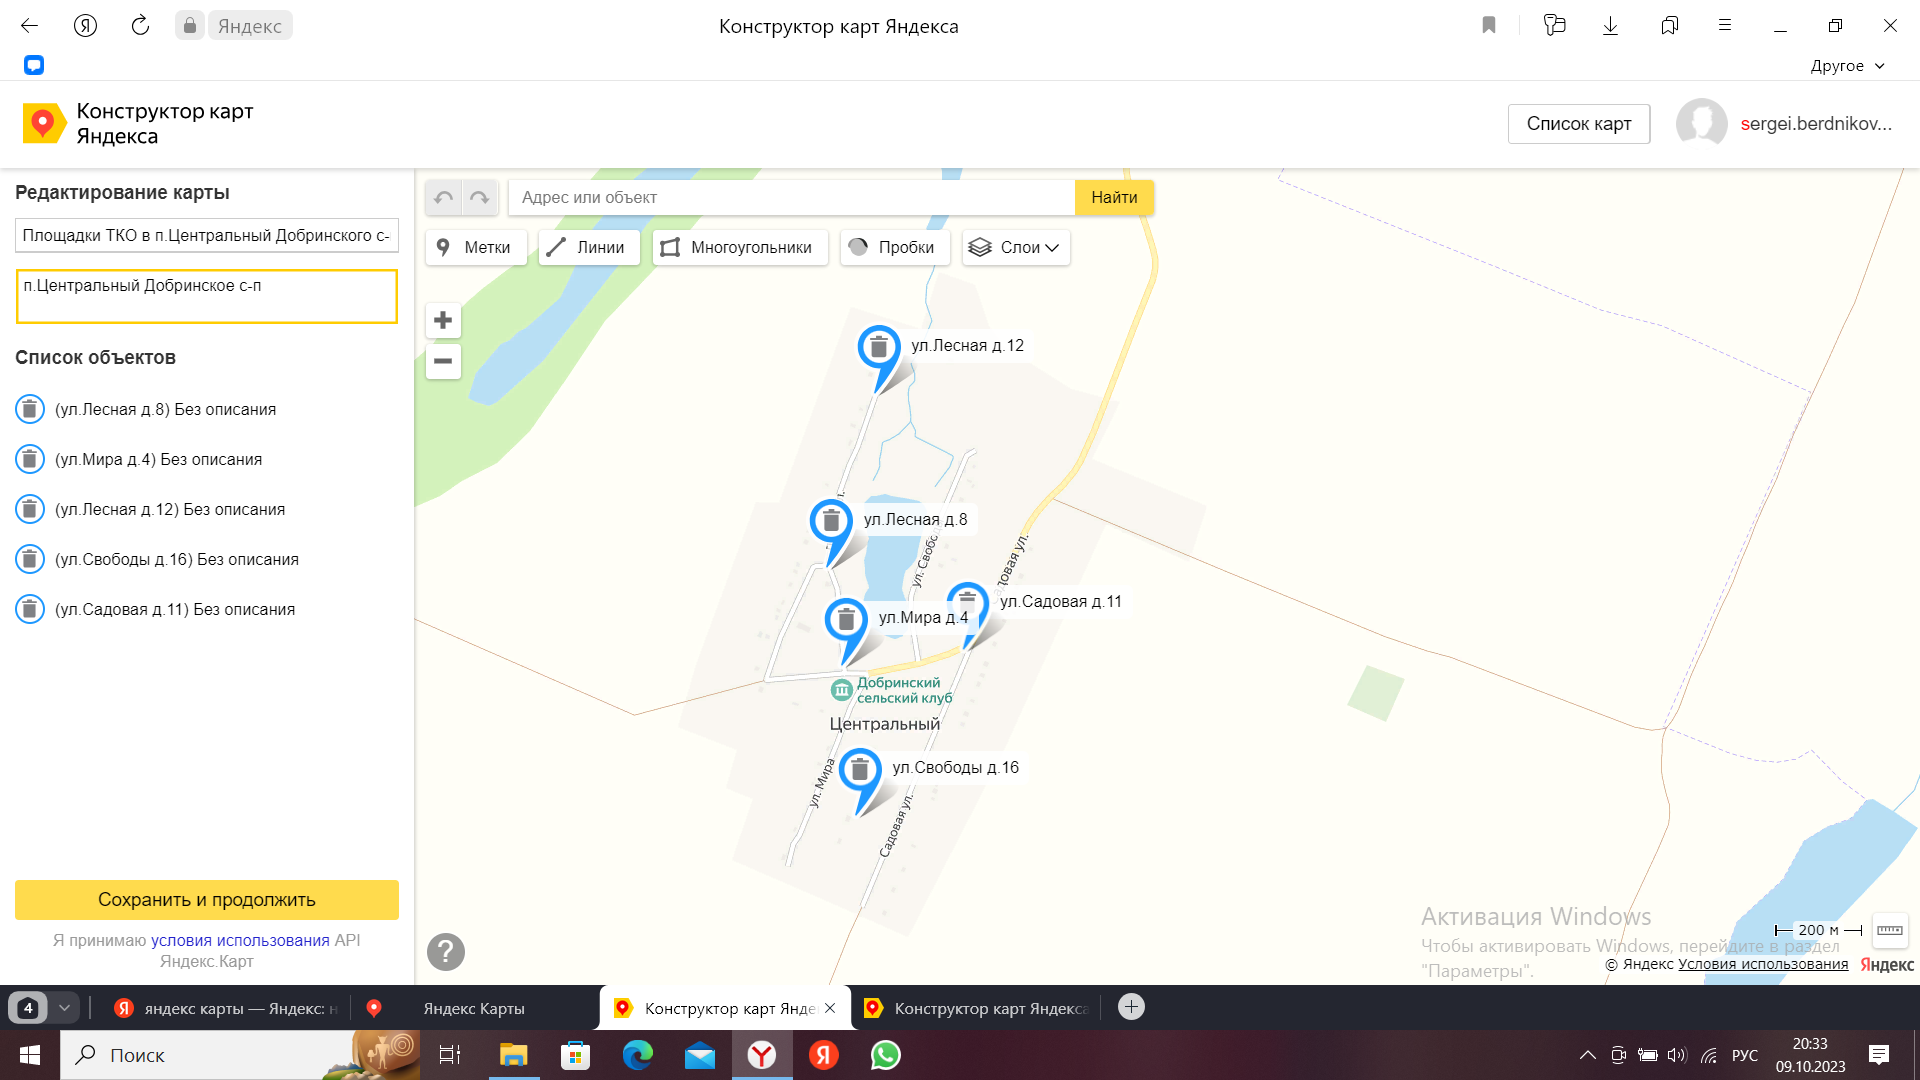 Яндекс
Конструктор карт Яндекса
Другое
Конструктор карт
Яндекса
Список карт
sergei.berdnikov...
Редактирование карты
Площадки ТКО в п.Центральный Добринского с-
п.Центральный Добринское с-п
Список объектов
(ул.Лесная д.8) Без описания
(ул.Мира д.4) Без описания
(ул.Лесная д.12) Без описания
(ул.Свободы д.16) Без описания
(ул.Садовая д.11) Без описания
Сохранить и продолжить
Я принимаю условия использования API
Яндекс.Карт
Адрес или объект
Найти
Метки
Линии
Многоугольники
Пробки
Слои
ул.Лесная д.12
ул.Лесная д.8
ул. Свобо
адовая ул.
ул.Садовая д.11
ул.Мира д.4
Добринский
сельский клуб
Центральный
ул.Свободы д.16
ул. Мира
Садовая ул.
Активация Windows
Чтобы активировать Windows, перейдите в раздел
"Параметры".
200 м
© Яндекс Условия использования
Яндекс
?
4
яндекс карты — Яндекс: н
Яндекс Карты
Конструктор карт Янде
Конструктор карт Яндекса
Поиск
РУС
20:33
09.10.2023